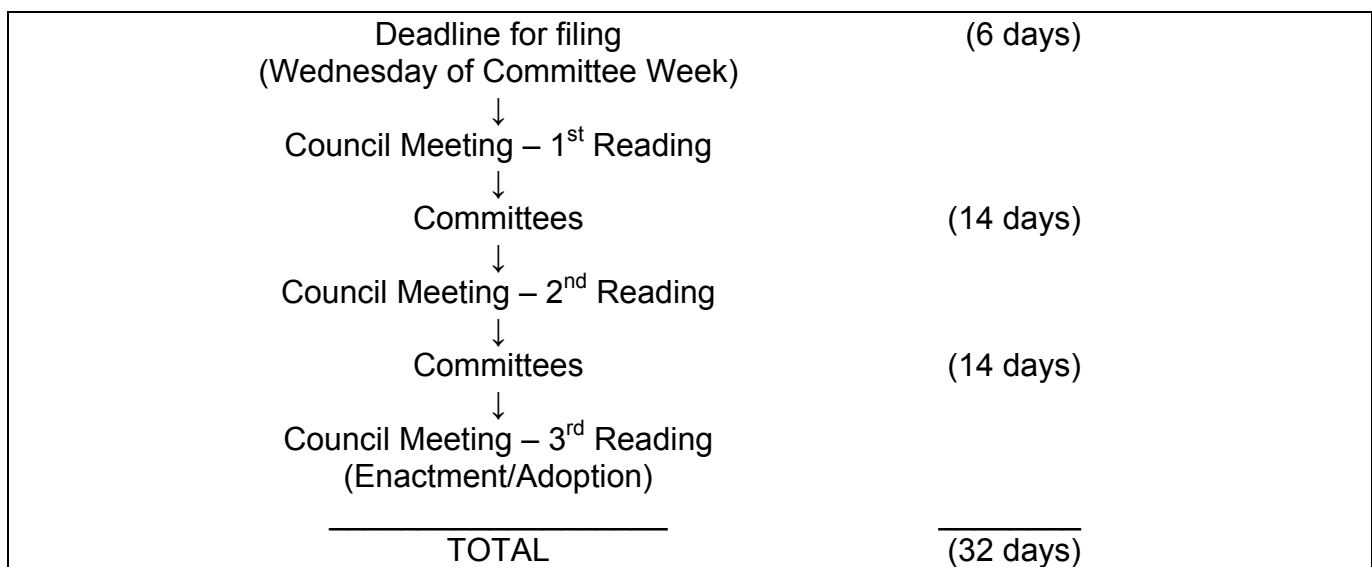 Deadline for filing (6 days)
(Wednesday of Committee Week)
↓
Council Meeting – 1st Reading
↓
Committees (14 days)
↓
Council Meeting – 2nd Reading
↓
Committees (14 days)
↓
Council Meeting – 3rd Reading
(Enactment/Adoption)
TOTAL (32 days)